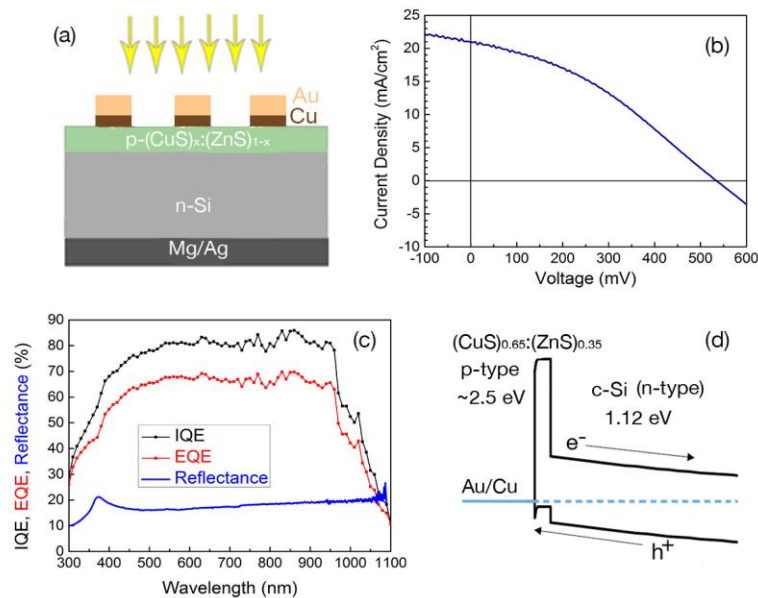 (a)
Au
Cu
p-(CuS)x:(ZnS)1-x
n-Si
Mg/Ag
(b)
Current Density (mA/cm²)
25
20
15
10
5
0
-5
10
-100 0 100 200 300 400 500 600
Voltage (mV)
(c)
IQE, EQE, Reflectance (%)
90
80
70
60
50
40
30
20
10
0
IQE
EQE
Reflectance
300 400 500 600 700 800 900 1000 1100
Wavelength (nm)
(d)
(CuS)0.65:(ZnS)0.35
p-type
~2.5 eV
c-Si (n-type)
1.12 eV
e⁻
Au/Cu
h⁺